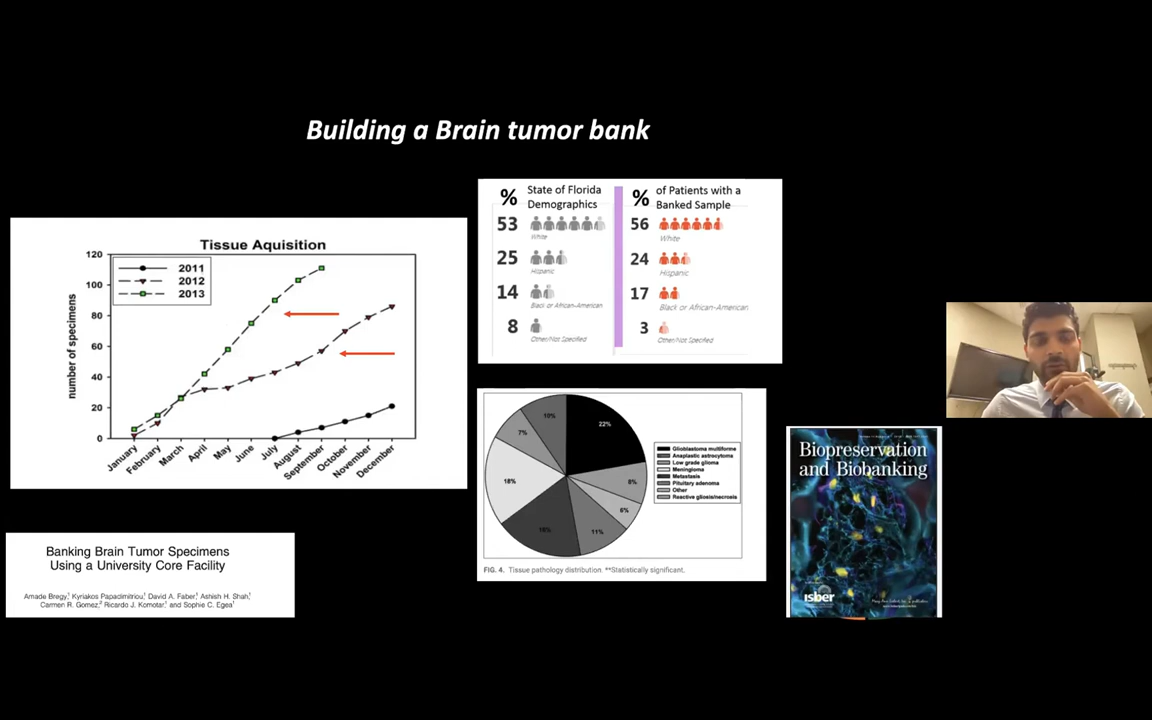 Building a Brain tumor bank
Tissue Aquisition
number of specimens
120
100
80
60
40
20
0
2011
2012
2013
January
February
March
April
May
June
July
August
September
October
November
December
% State of Florida
Demographics
53
White
25
Hispanic
14
Black or African-American
8
Other/Not Specified
% of Patients with a
Banked Sample
56
White
24
Hispanic
17
Black or African-American
3
Other/Not Specified
22%
8%
6%
11%
18%
7%
10%
Glioblastoma multiforme
Anaplastic astrocytoma
Low grade glioma
Meningioma
Metastasis
Pituitary adenoma
Other
Reactive gliosis/necrosis
FIG. 4. Tissue pathology distribution. **Statistically significant.
Banking Brain Tumor Specimens
Using a University Core Facility
Amade Bregy,1 Kyriakos Papadimitriou,1 David A. Faber,1 Ashish H. Shah,1
Carmen R. Gomez,2 Ricardo J. Komotar,1 and Sophie C. Egea1
Biopreservation
and Biobanking
isber